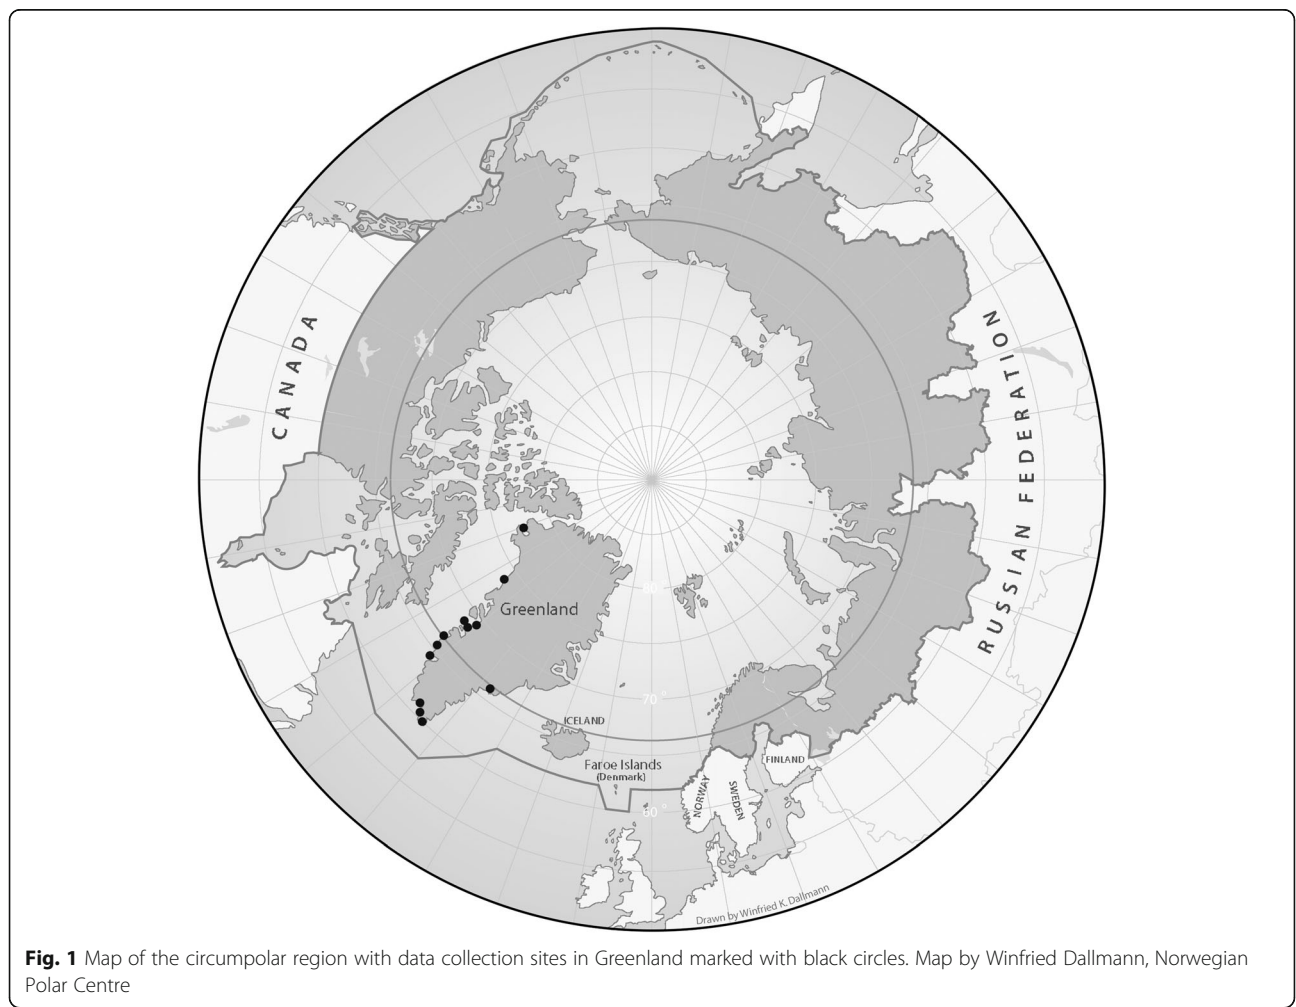 CANADA
RUSSIAN FEDERATION
Greenland
80°
70°
ICELAND
Faroe Islands
(Denmark)
60°
NORWAY
SWEDEN
FINLAND
Drawn by Winfried K. Dallmann
Fig. 1 Map of the circumpolar region with data collection sites in Greenland marked with black circles. Map by Winfried Dallmann, Norwegian
Polar Centre